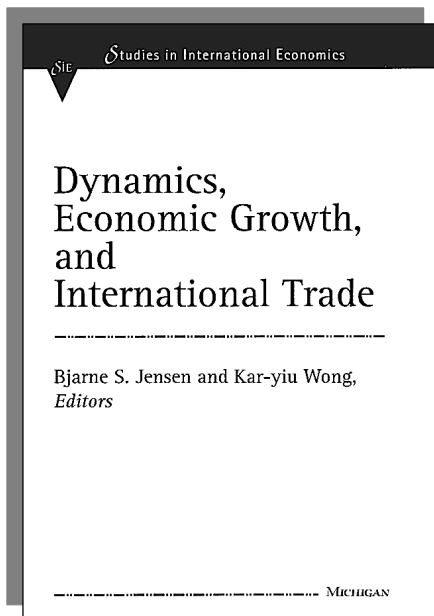 Studies in International Economics
SIE
Dynamics,
Economic Growth,
and
International Trade
Bjarne S. Jensen and Kar-yiu Wong,
Editors
MICHIGAN